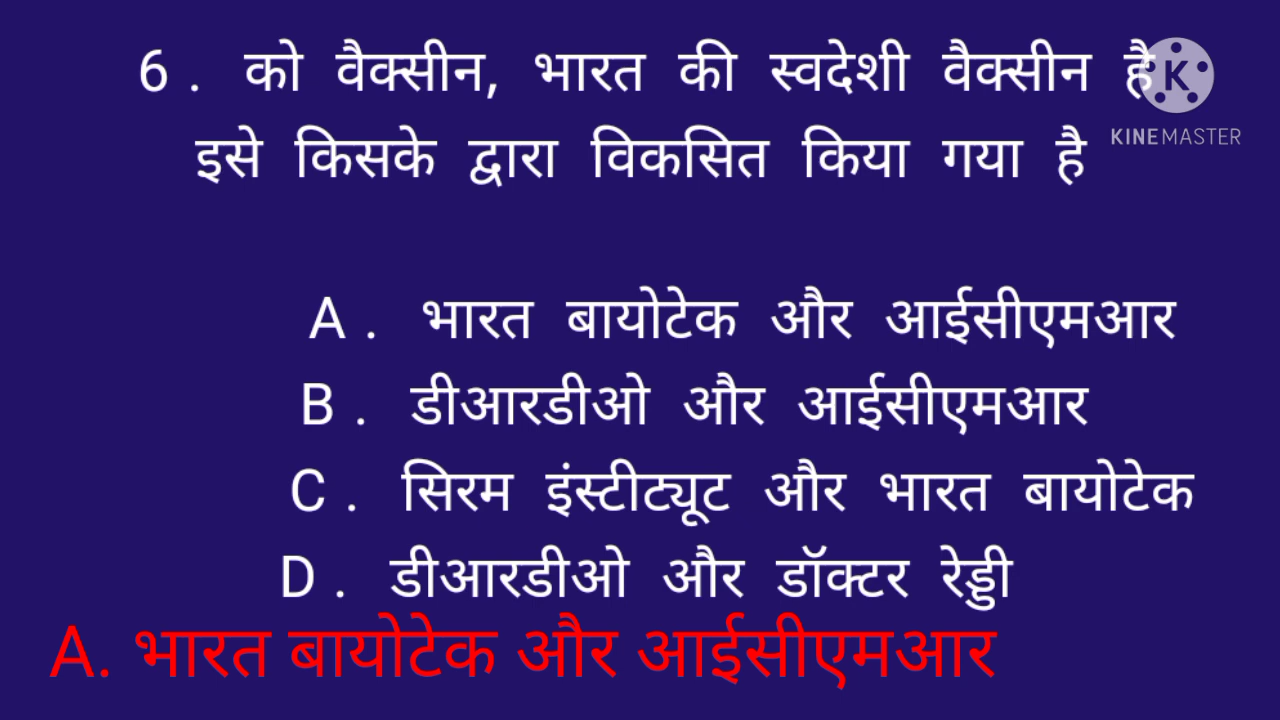 6 . को वैक्सीन, भारत की स्वदेशी वैक्सीन है
इसे किसके द्वारा विकसित किया गया है
K
KINEMASTER
A . भारत बायोटेक और आईसीएमआर
B . डीआरडीओ और आईसीएमआर
C . सिरम इंस्टीट्यूट और भारत बायोटेक
D . डीआरडीओ और डॉक्टर रेड्डी
A. भारत बायोटेक और आईसीएमआर